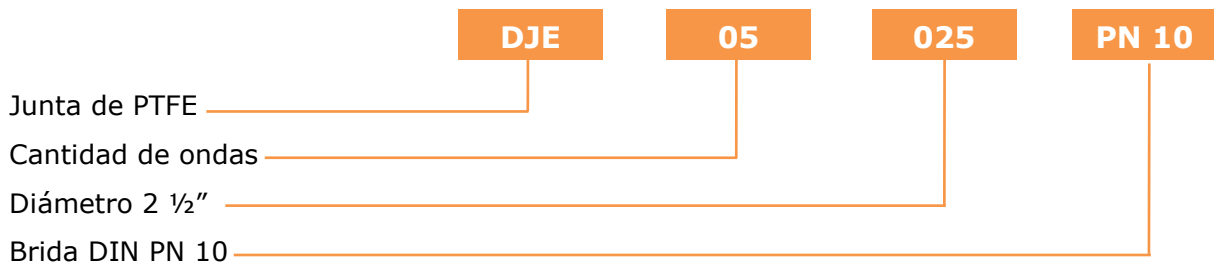 DJE 05 025 PN 10
Junta de PTFE
Cantidad de ondas
Diámetro 2 ½”
Brida DIN PN 10